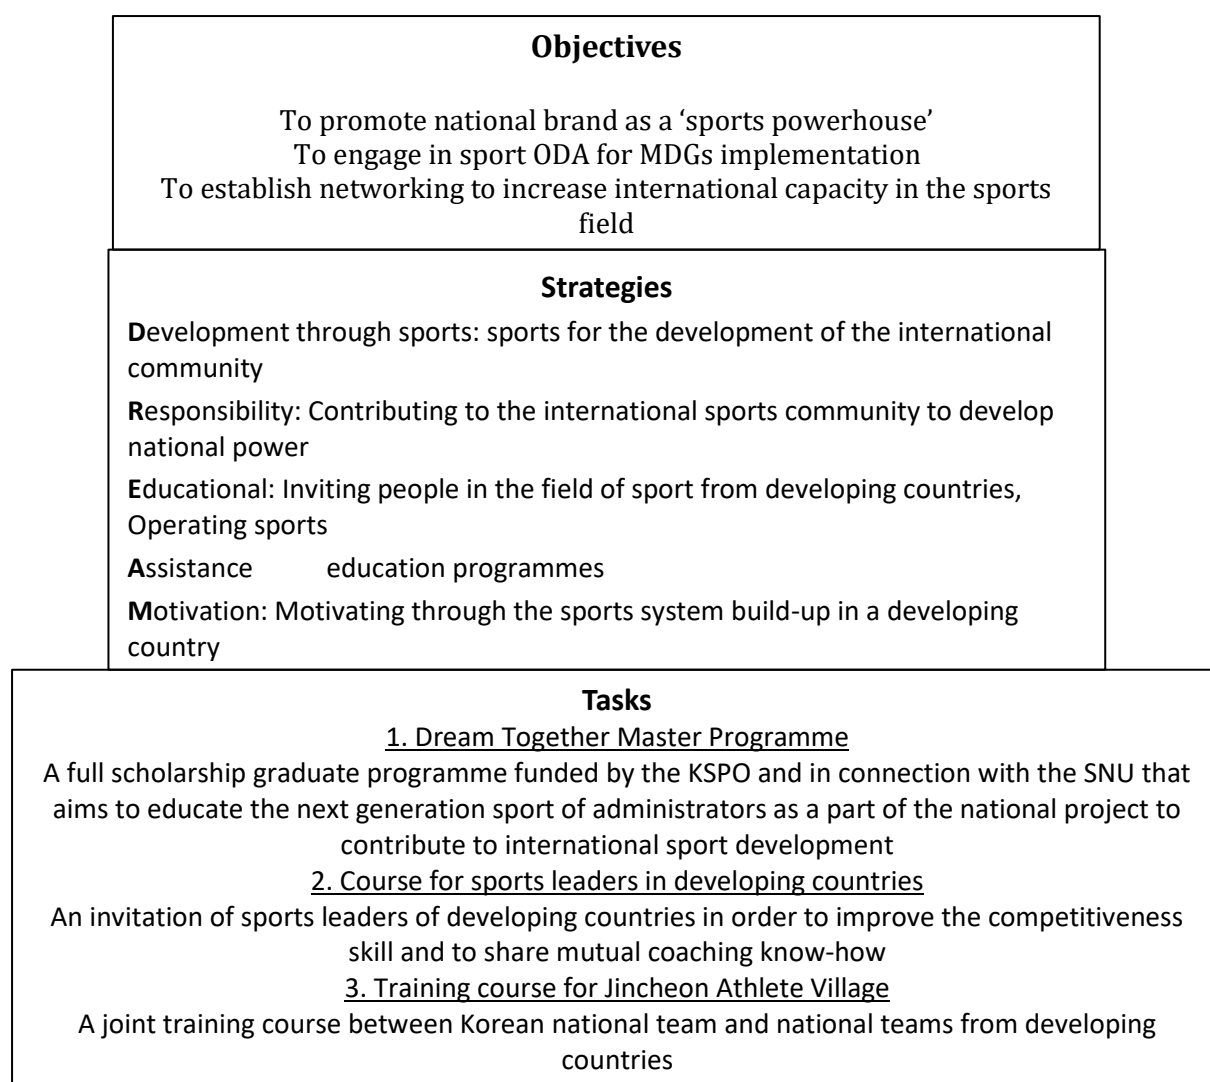 Objectives
To promote national brand as a ‘sports powerhouse’
To engage in sport ODA for MDGs implementation
To establish networking to increase international capacity in the sports
field
Strategies
Development through sports: sports for the development of the international
community
Responsibility: Contributing to the international sports community to develop
national power
Educational: Inviting people in the field of sport from developing countries,
Operating sports
Assistance education programmes
Motivation: Motivating through the sports system build-up in a developing
country
Tasks
1. Dream Together Master Programme
A full scholarship graduate programme funded by the KSPO and in connection with the SNU that
aims to educate the next generation sport of administrators as a part of the national project to
contribute to international sport development
2. Course for sports leaders in developing countries
An invitation of sports leaders of developing countries in order to improve the competitiveness
skill and to share mutual coaching know-how
3. Training course for Jincheon Athlete Village
A joint training course between Korean national team and national teams from developing
countries